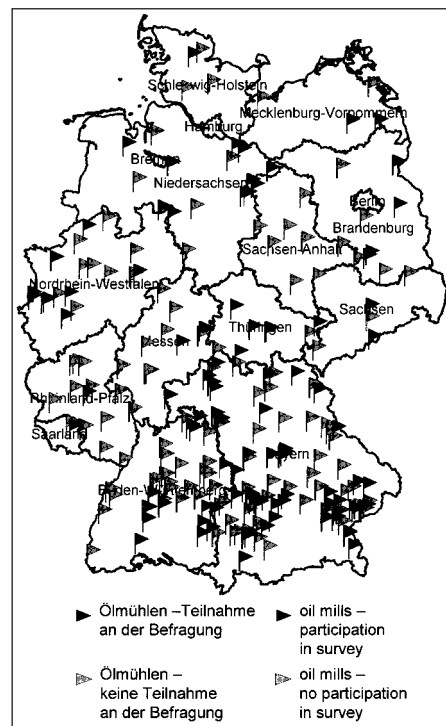 Schleswig-Holstein
Mecklenburg-Vorpommern
Hamburg
Bremen
Niedersachsen
Berlin
Brandenburg
Sachsen-Anhalt
Nordrhein-Westfalen
Sachsen
Thüringen
Hessen
Rheinland-Pfalz
Saarland
Bayern
Baden-Württemberg
Ölmühlen –Teilnahme
an der Befragung
oil mills –
participation
in survey
Ölmühlen –
keine Teilnahme
an der Befragung
oil mills –
no participation
in survey